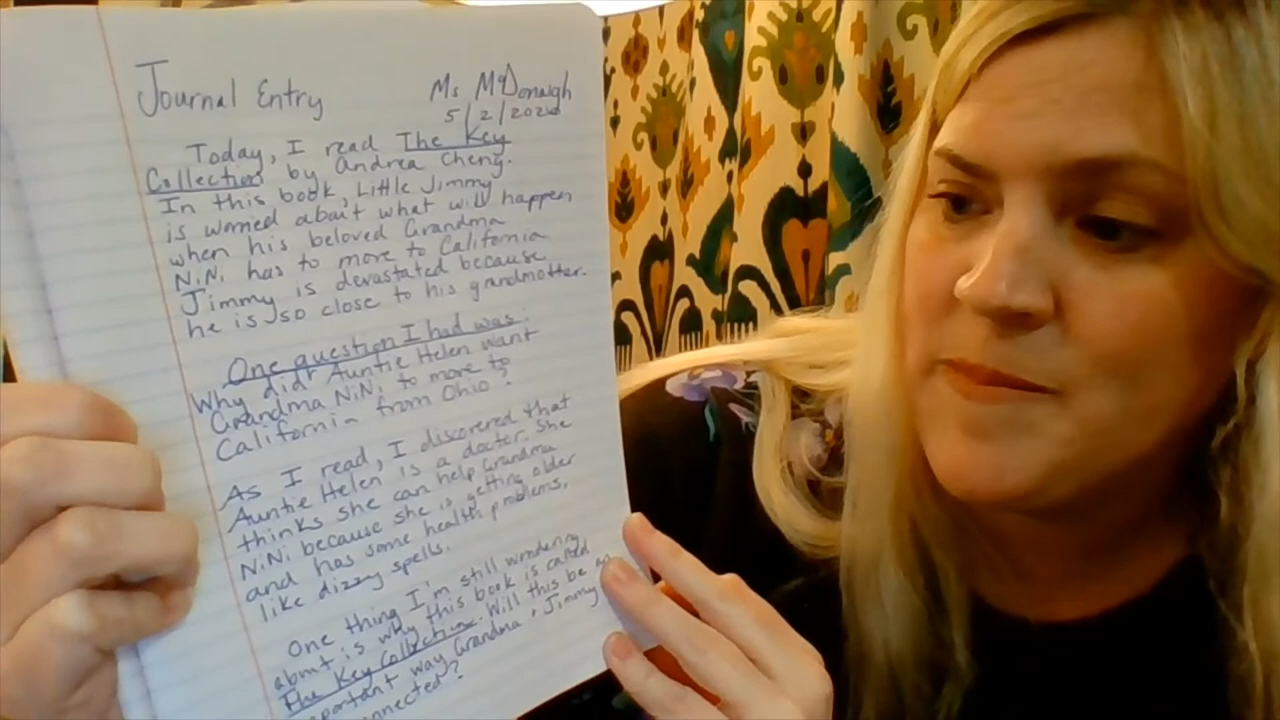 Journal Entry
Ms McDonaigh
5/2/2020
Today, I read The Key
Collection by Andrea Cheng.
In this book, Little Jimmy
is worried about what will happen
when his beloved Grandma
NiNi has to move to California
Jimmy is devastated because
he is so close to his grandmother.
One question I had was:
Why did Auntie Helen want
Grandma NiNi to move to
California from Ohio?
As I read, I discovered that
Auntie Helen is a doctor. She
thinks she can help Grandma
NiNi because she is getting older
and has some health problems,
like dizzy spells.
One thing I'm still wondering
about is why this book is called
The Key Collection. Will this be an
portant way Grandma + Jimmy
nnected?